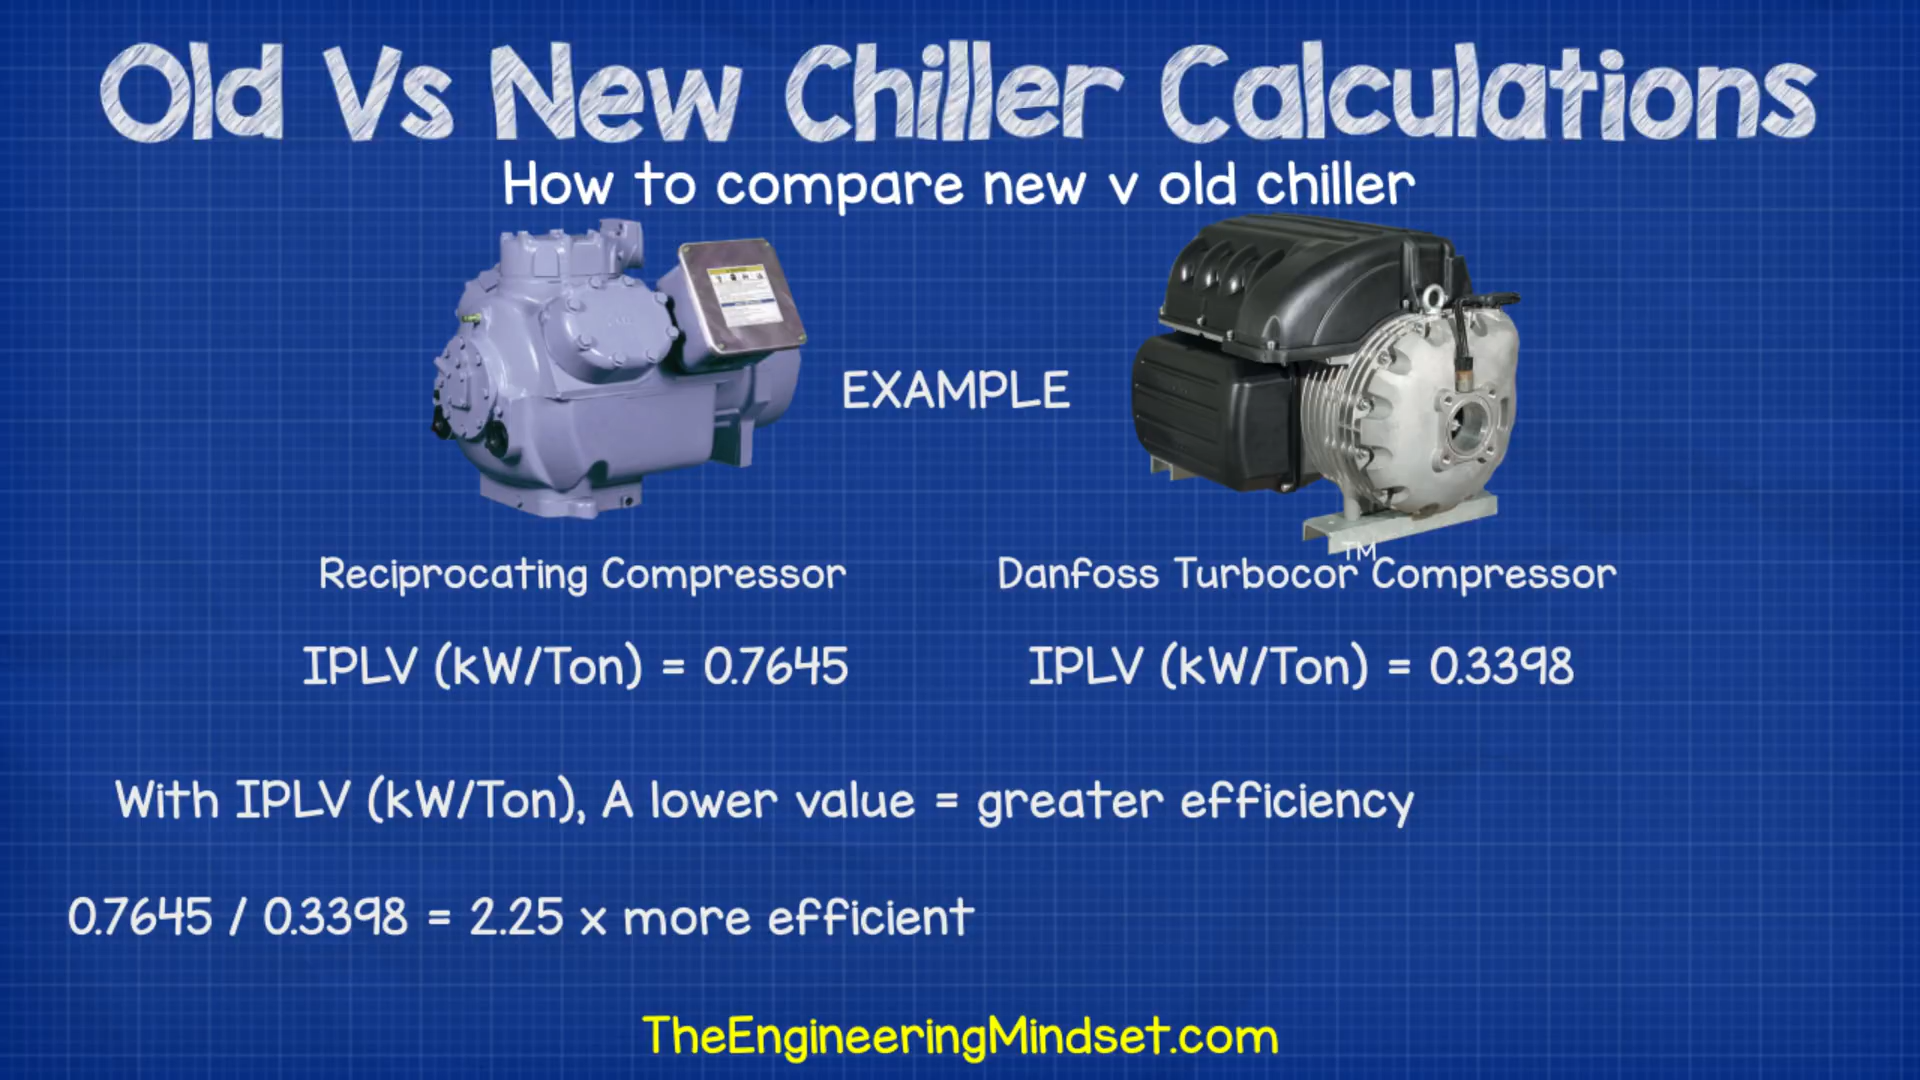 Old Vs New Chiller Calculations
How to compare new v old chiller
EXAMPLE
Reciprocating Compressor
Danfoss Turbocor™ Compressor
IPLV (kW/Ton) = 0.7645
IPLV (kW/Ton) = 0.3398
With IPLV (kW/Ton), A lower value = greater efficiency
0.7645 / 0.3398 = 2.25 x more efficient
TheEngineeringMindset.com